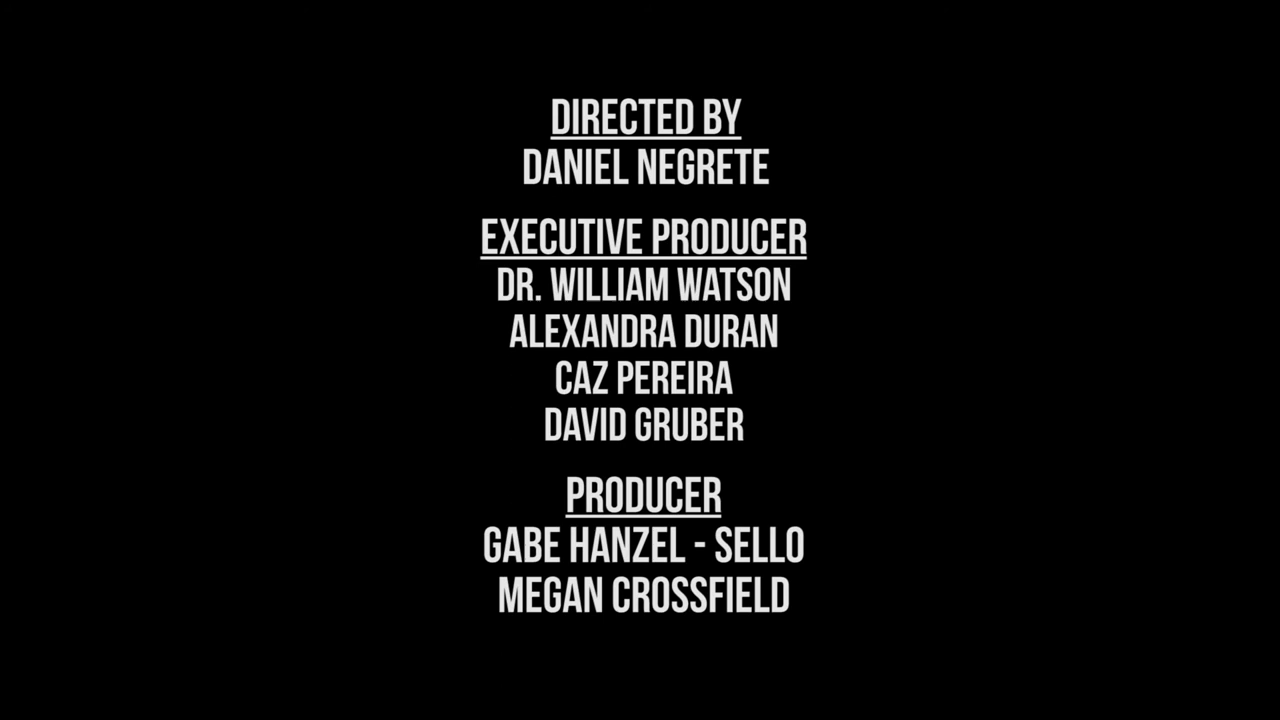 DIRECTED BY
DANIEL NEGRETE
EXECUTIVE PRODUCER
DR. WILLIAM WATSON
ALEXANDRA DURAN
CAZ PEREIRA
DAVID GRUBER
PRODUCER
GABE HANZEL - SELLO
MEGAN CROSSFIELD